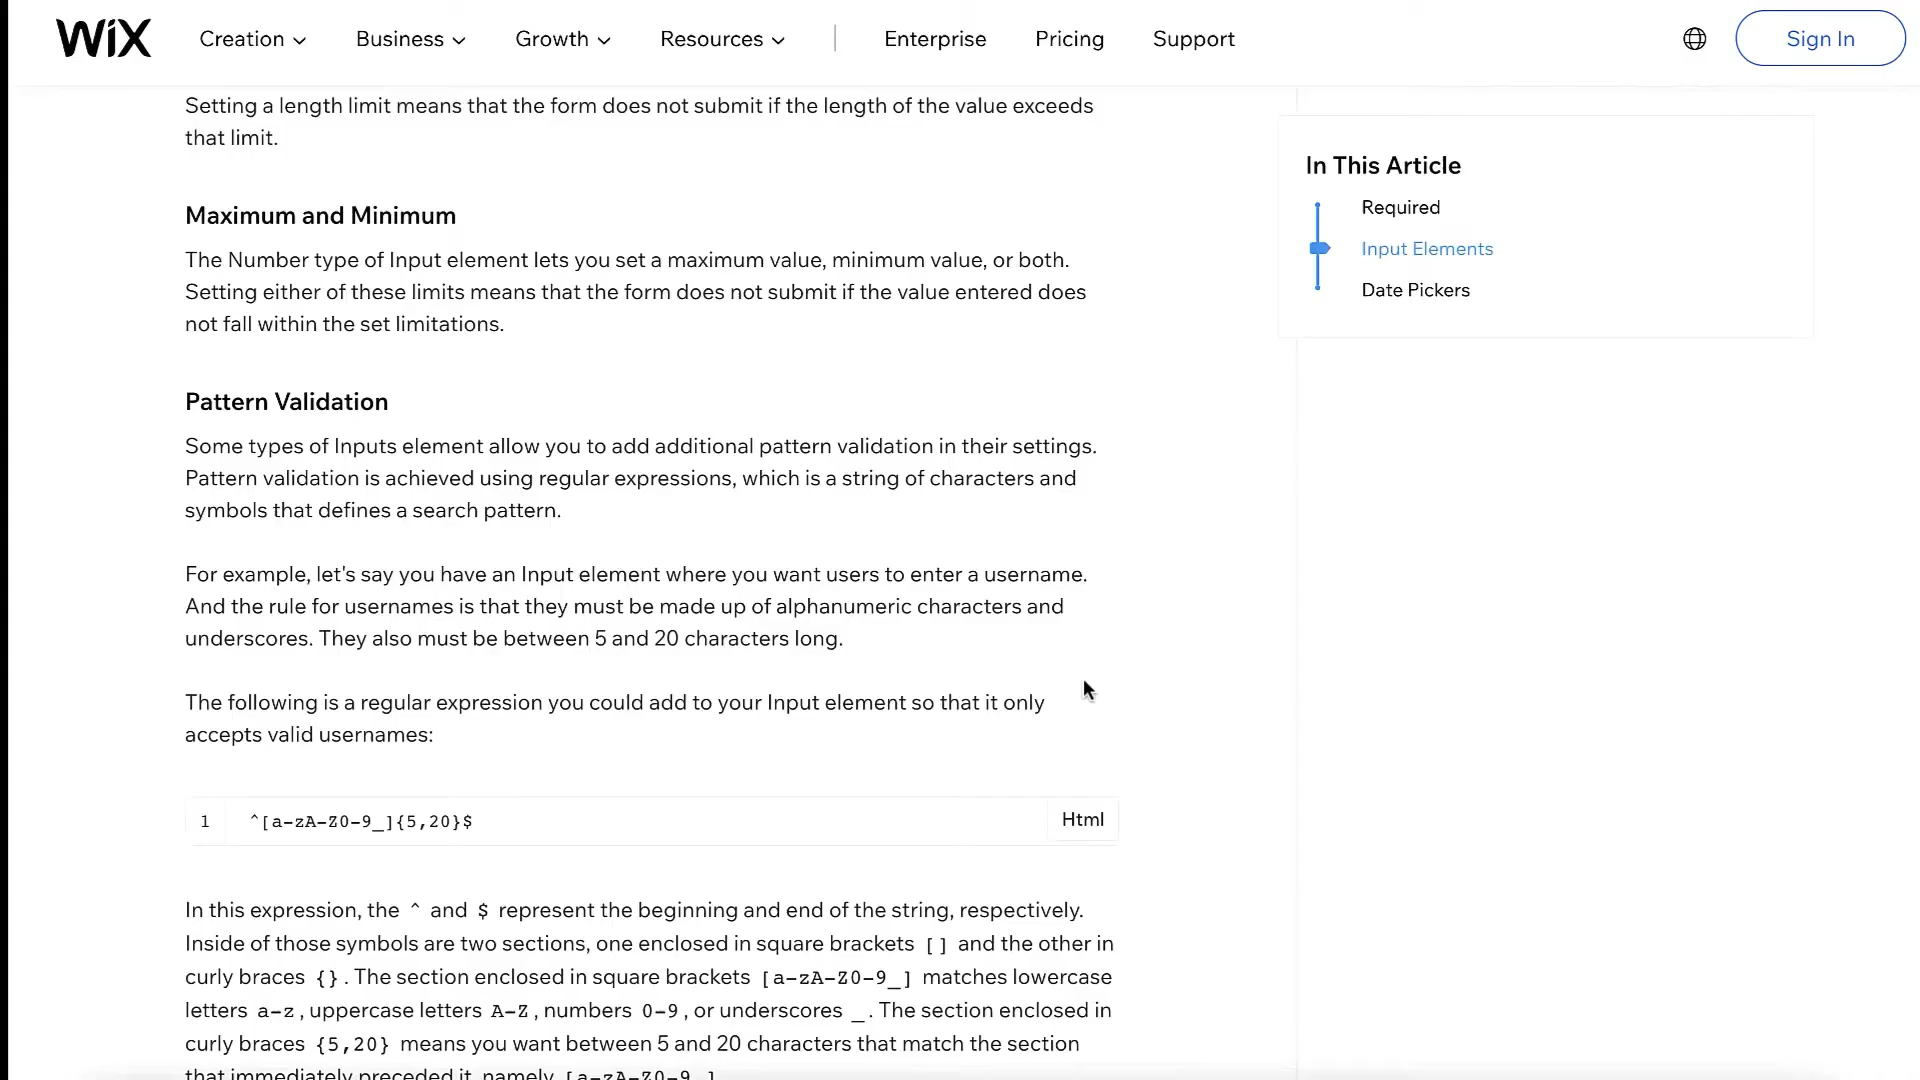 WiX Creation Business Growth Resources Enterprise Pricing Support Sign In
Setting a length limit means that the form does not submit if the length of the value exceeds
that limit.
Maximum and Minimum
The Number type of Input element lets you set a maximum value, minimum value, or both.
Setting either of these limits means that the form does not submit if the value entered does
not fall within the set limitations.
Pattern Validation
Some types of Inputs element allow you to add additional pattern validation in their settings.
Pattern validation is achieved using regular expressions, which is a string of characters and
symbols that defines a search pattern.
For example, let's say you have an Input element where you want users to enter a username.
And the rule for usernames is that they must be made up of alphanumeric characters and
underscores. They also must be between 5 and 20 characters long.
The following is a regular expression you could add to your Input element so that it only
accepts valid usernames:
1 ^[a-zA-Z0-9_]{5,20}$ Html
In this expression, the ^ and $ represent the beginning and end of the string, respectively.
Inside of those symbols are two sections, one enclosed in square brackets [] and the other in
curly braces {}. The section enclosed in square brackets [a-zA-Z0-9_] matches lowercase
letters a-z, uppercase letters A-Z, numbers 0-9, or underscores _. The section enclosed in
curly braces {5,20} means you want between 5 and 20 characters that match the section
that immediately preceded it, namely [a-zA-Z0-9_]
In This Article
Required
Input Elements
Date Pickers